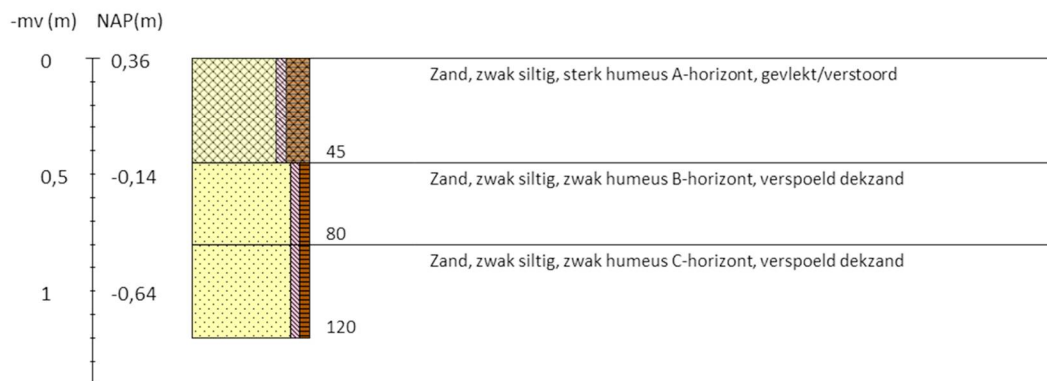 -mv (m) NAP(m)
0 0,36
Zand, zwak siltig, sterk humeus A-horizont, gevlekt/verstoord
45
0,5 -0,14
Zand, zwak siltig, zwak humeus B-horizont, verspoeld dekzand
80
Zand, zwak siltig, zwak humeus C-horizont, verspoeld dekzand
1 -0,64
120